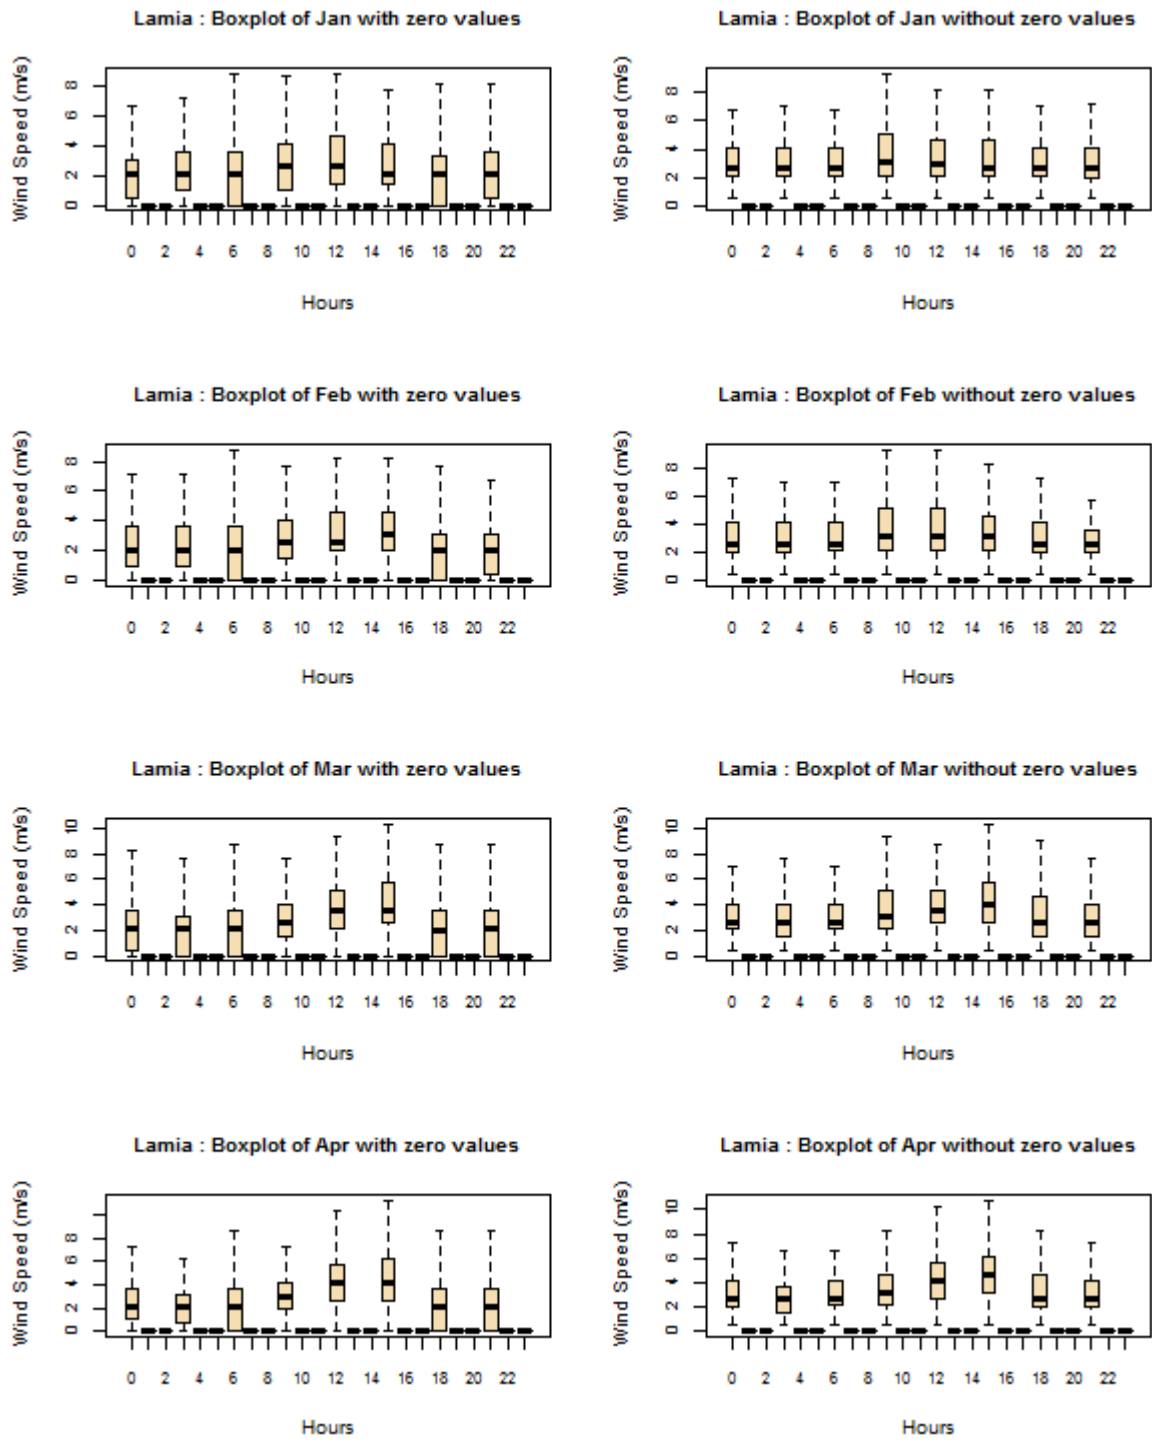 Lamia : Boxplot of Jan with zero values
Wind Speed (m/s)
8
6
4
2
0
0 2 4 6 8 10 12 14 16 18 20 22
Hours
Lamia : Boxplot of Jan without zero values
Wind Speed (m/s)
8
6
4
2
0
0 2 4 6 8 10 12 14 16 18 20 22
Hours
Lamia : Boxplot of Feb with zero values
Wind Speed (m/s)
8
6
4
2
0
0 2 4 6 8 10 12 14 16 18 20 22
Hours
Lamia : Boxplot of Feb without zero values
Wind Speed (m/s)
8
6
4
2
0
0 2 4 6 8 10 12 14 16 18 20 22
Hours
Lamia : Boxplot of Mar with zero values
Wind Speed (m/s)
10
8
6
4
2
0
0 2 4 6 8 10 12 14 16 18 20 22
Hours
Lamia : Boxplot of Mar without zero values
Wind Speed (m/s)
10
8
6
4
2
0
0 2 4 6 8 10 12 14 16 18 20 22
Hours
Lamia : Boxplot of Apr with zero values
Wind Speed (m/s)
8
6
4
2
0
0 2 4 6 8 10 12 14 16 18 20 22
Hours
Lamia : Boxplot of Apr without zero values
Wind Speed (m/s)
10
8
6
4
2
0
0 2 4 6 8 10 12 14 16 18 20 22
Hours